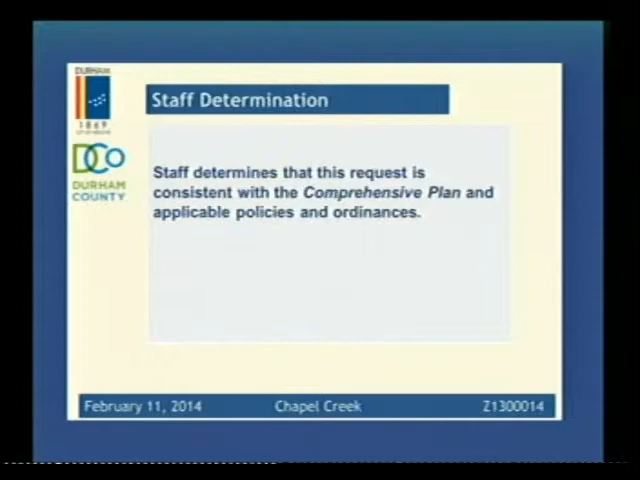 DURHAM
1869
Staff Determination
DCO
DURHAM
COUNTY
Staff determines that this request is
consistent with the Comprehensive Plan and
applicable policies and ordinances.
February 11, 2014 Chapel Creek Z1300014